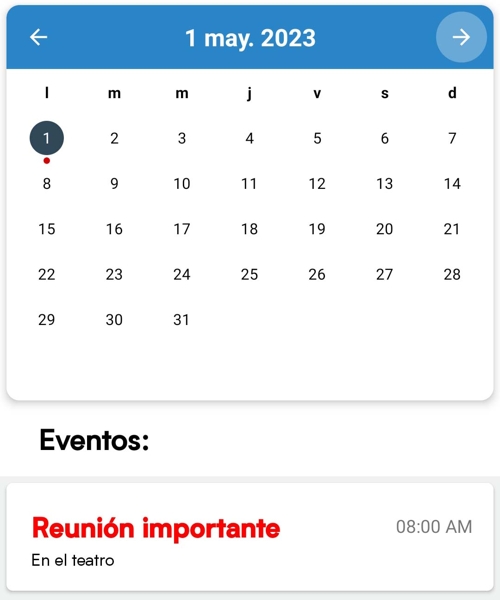 1 may. 2023
l m m j v s d
1 2 3 4 5 6 7
8 9 10 11 12 13 14
15 16 17 18 19 20 21
22 23 24 25 26 27 28
29 30 31
Eventos:
Reunión importante 08:00 AM
En el teatro